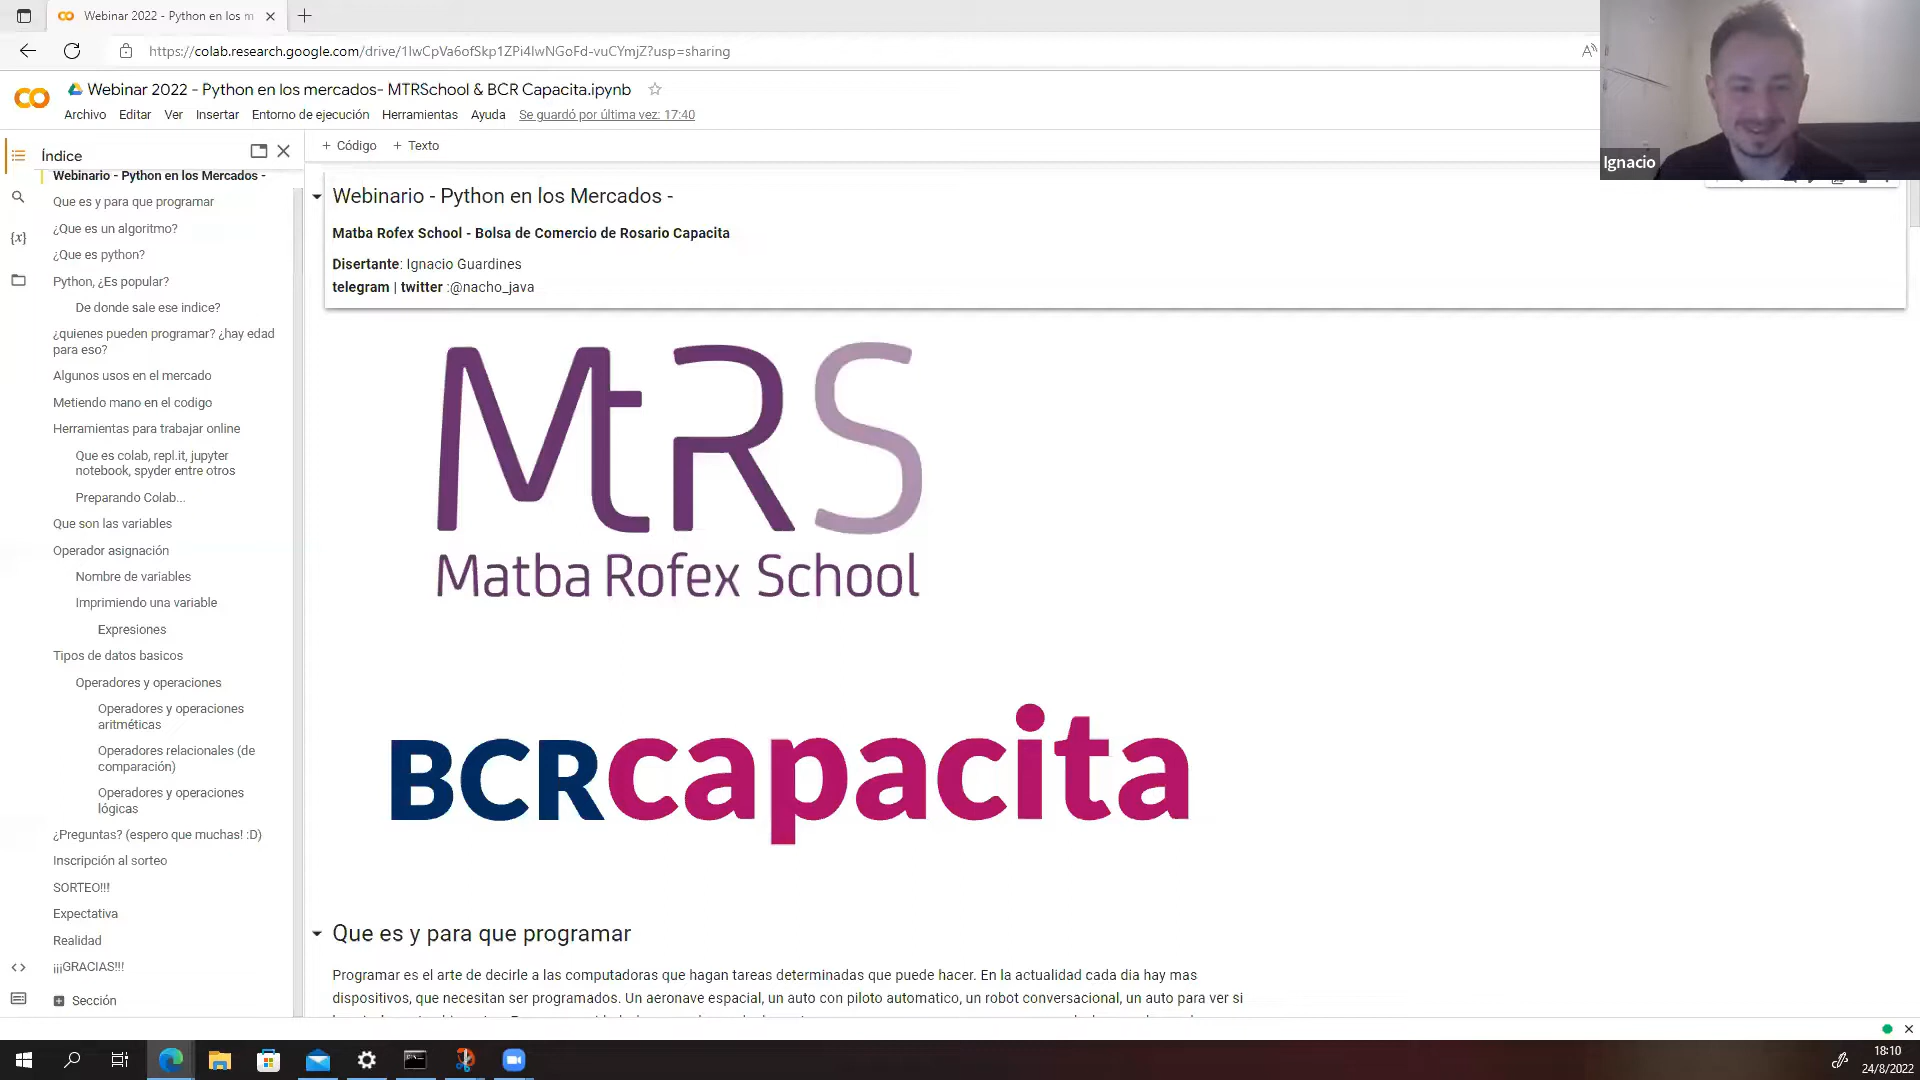 Webinar 2022 - Python en los m
https://colab.research.google.com/drive/1IwCpVa6ofSkp1ZPi4lwNGoFd-vuCYmjZ?usp=sharing
Webinar 2022 - Python en los mercados- MTRSchool & BCR Capacita.ipynb
Archivo Editar Ver Insertar Entorno de ejecución Herramientas Ayuda Se guardó por última vez: 17:40
Ignacio
Índice
+ Código + Texto
Webinario - Python en los Mercados -
Que es y para que programar
¿Que es un algoritmo?
¿Que es python?
Python, ¿Es popular?
De donde sale ese indice?
¿quienes pueden programar? ¿hay edad
para eso?
Algunos usos en el mercado
Metiendo mano en el codigo
Herramientas para trabajar online
Que es colab, repl.it, jupyter
notebook, spyder entre otros
Preparando Colab...
Que son las variables
Operador asignación
Nombre de variables
Imprimiendo una variable
Expresiones
Tipos de datos basicos
Operadores y operaciones
Operadores y operaciones
aritméticas
Operadores relacionales (de
comparación)
Operadores y operaciones
lógicas
¿Preguntas? (espero que muchas! :D)
Inscripción al sorteo
SORTEO!!!
Expectativa
Realidad
¡¡¡GRACIAS!!!
Sección
Webinario - Python en los Mercados -
Matba Rofex School - Bolsa de Comercio de Rosario Capacita
Disertante: Ignacio Guardines
telegram | twitter :@nacho_java
MtRS
Matba Rofex School
BCRcapacita
Que es y para que programar
Programar es el arte de decirle a las computadoras que hagan tareas determinadas que puede hacer. En la actualidad cada dia hay mas
dispositivos, que necesitan ser programados. Un aeronave espacial, un auto con piloto automatico, un robot conversacional, un auto para ver si
18:10
24/8/2022